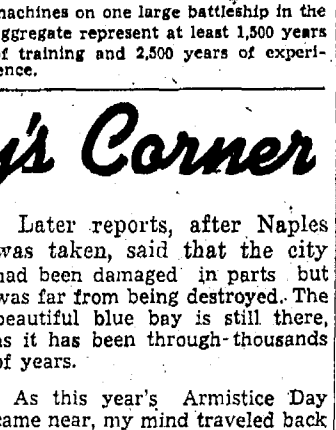 machines on one large battleship in the
aggregate represent at least 1,500 years
of training and 2,500 years of experi-
ence.
y's Corner
Later reports, after Naples
was taken, said that the city
had been damaged in parts but
was far from being destroyed. The
beautiful blue bay is still there,
as it has been through thousands
of years.
As this year's Armistice Day
came near, my mind traveled back